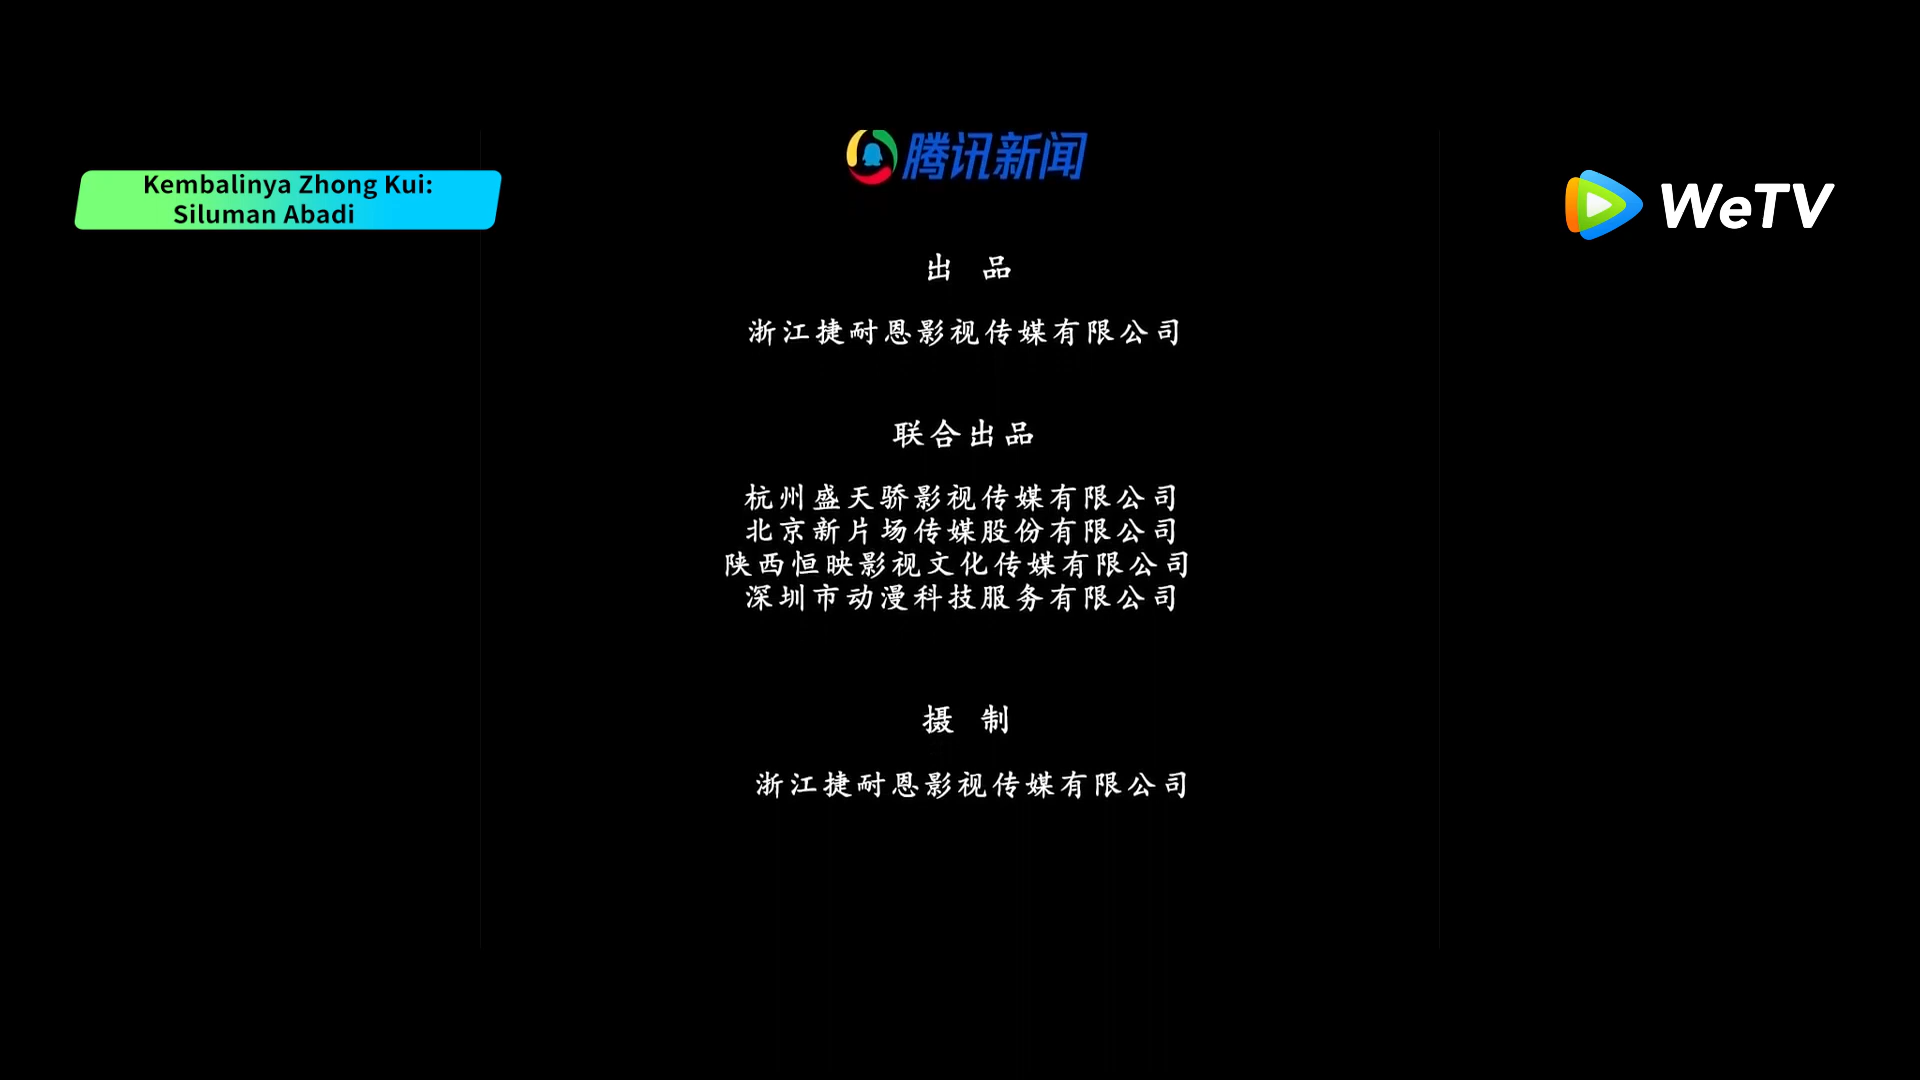 腾讯新闻
Kembalinya Zhong Kui:
Siluman Abadi
WeTV
出 品
浙江捷耐恩影视传媒有限公司
联合出品
杭州盛天骄影视传媒有限公司
北京新片场传媒股份有限公司
陕西恒映影视文化传媒有限公司
深圳市动漫科技服务有限公司
摄 制
浙江捷耐恩影视传媒有限公司